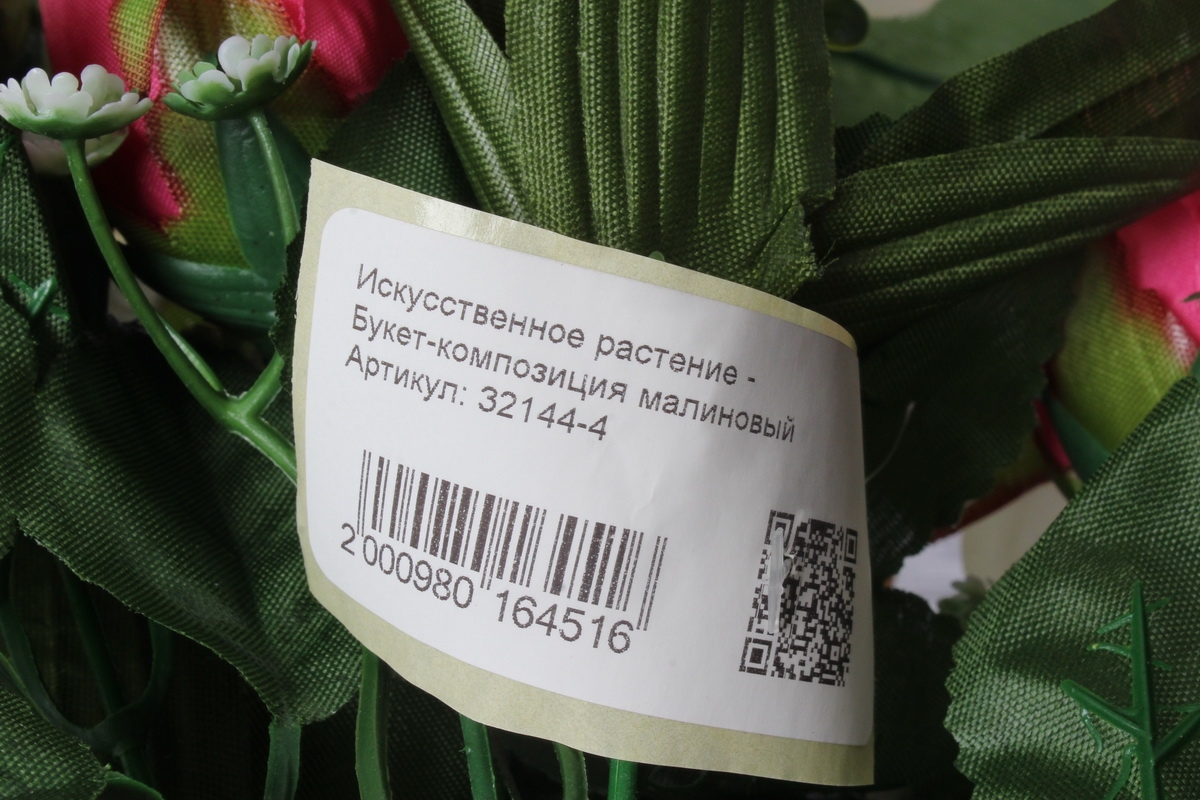 Искусственное растение -
Букет-композиция малиновый
Артикул: 32144-4
2 000980 164516